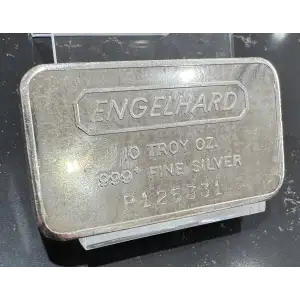 ENGELHARD
10 TROY OZ.
999+ FINE SILVER
P125331